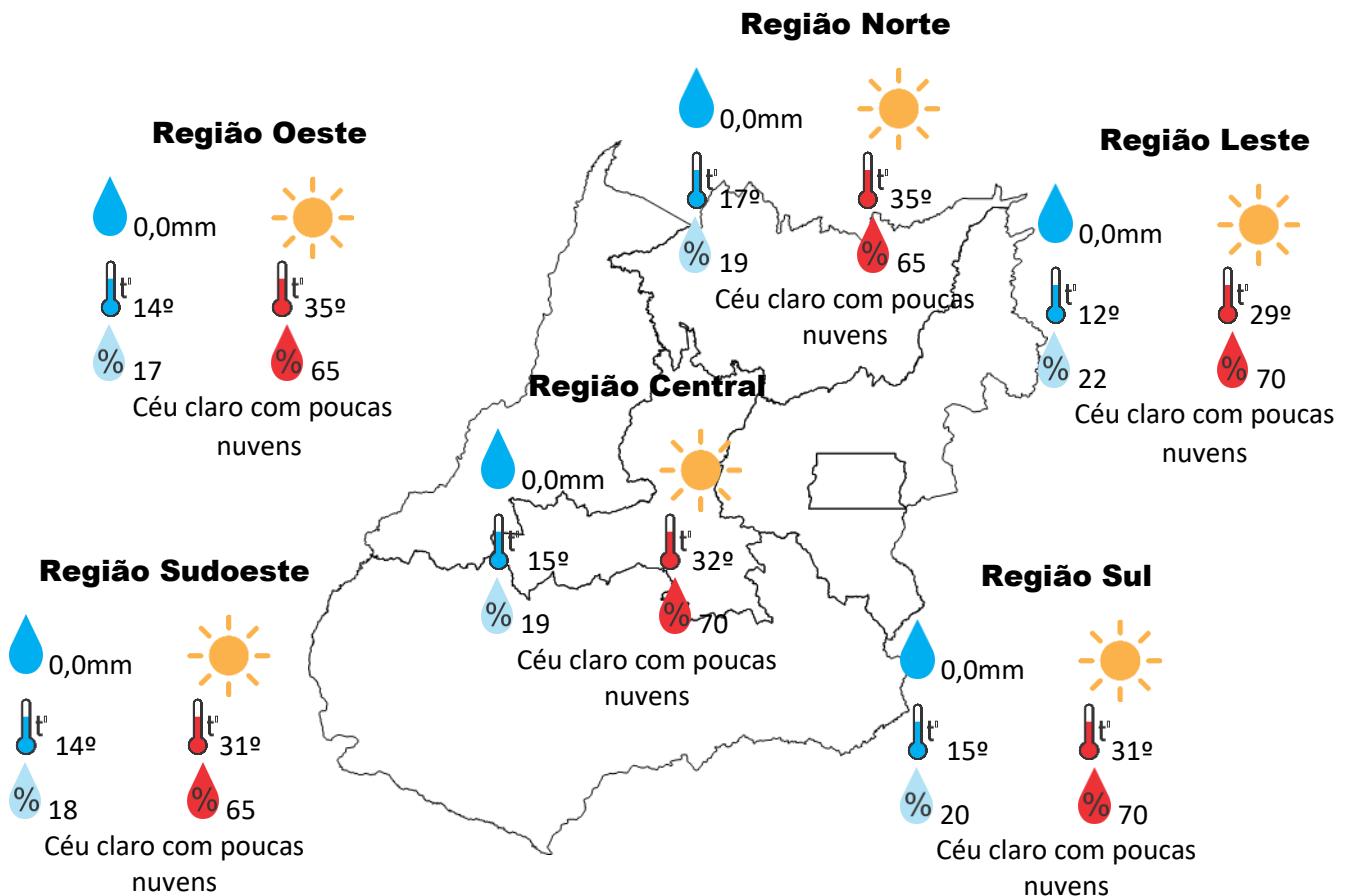 Região Norte
0,0mm
t° 17º
35º
% 19
% 65
Céu claro com poucas
nuvens
Região Oeste
0,0mm
t° 14º
t° 35º
% 17
% 65
Céu claro com poucas
nuvens
Região Leste
0,0mm
t° 12º
t° 29º
% 22
% 70
Céu claro com poucas
nuvens
Região Central
0,0mm
t° 15º
t° 32º
% 19
% 70
Céu claro com poucas
nuvens
Região Sudoeste
0,0mm
t° 14º
t° 31º
% 18
% 65
Céu claro com poucas
nuvens
Região Sul
0,0mm
t° 15º
t° 31º
% 20
% 70
Céu claro com poucas
nuvens